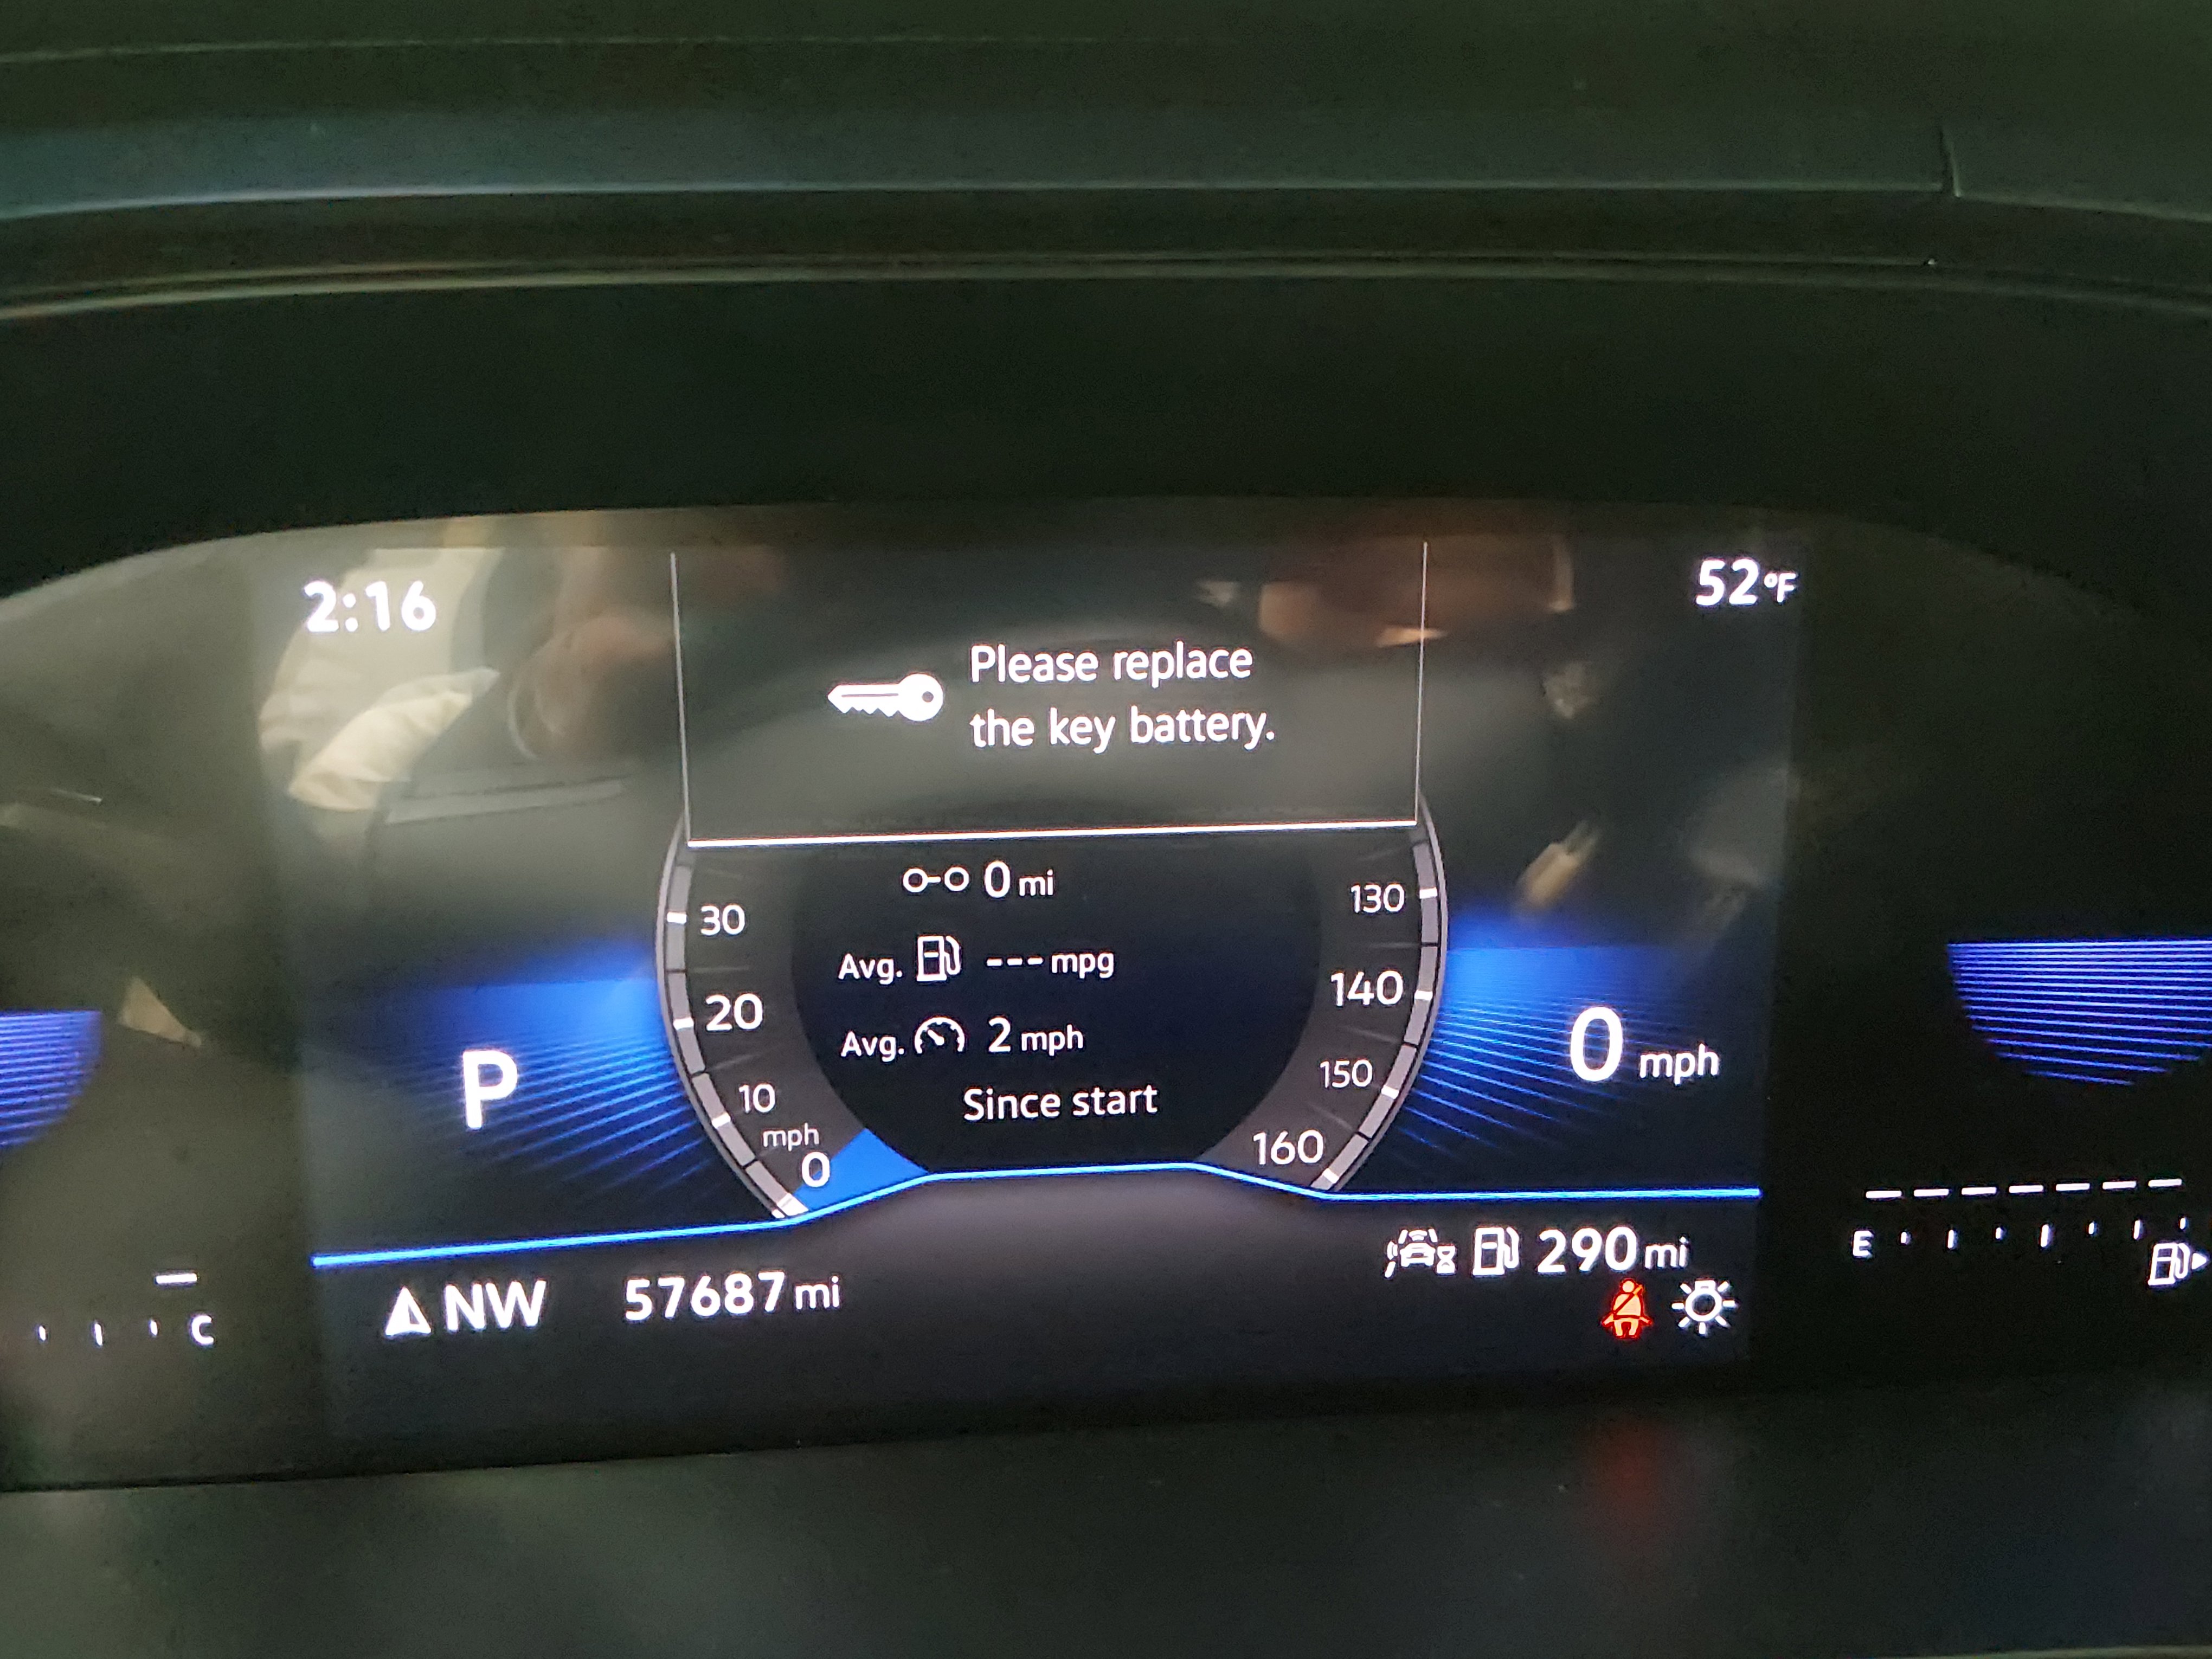 2:16
52°F
Please replace
the key battery.
0 mi
Avg. --- mpg
Avg. 2 mph
Since start
30
20
10
mph
0
130
140
150
160
P
0 mph
290 mi
NW 57687 mi
C
E